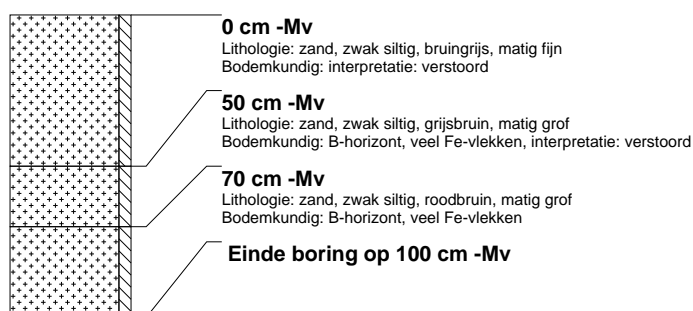 0 cm -Mv
Lithologie: zand, zwak siltig, bruingrijs, matig fijn
Bodemkundig: interpretatie: verstoord
50 cm -Mv
Lithologie: zand, zwak siltig, grijsbruin, matig grof
Bodemkundig: B-horizont, veel Fe-vlekken, interpretatie: verstoord
70 cm -Mv
Lithologie: zand, zwak siltig, roodbruin, matig grof
Bodemkundig: B-horizont, veel Fe-vlekken
Einde boring op 100 cm -Mv